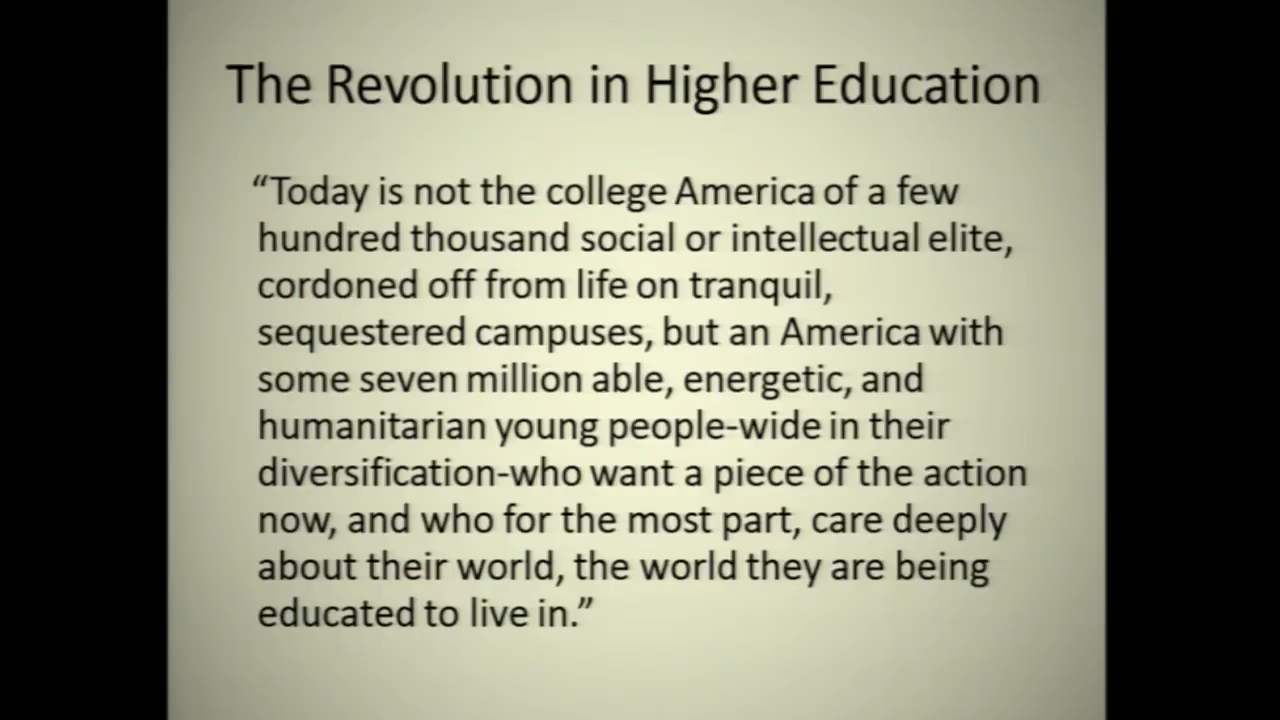 The Revolution in Higher Education
“Today is not the college America of a few
hundred thousand social or intellectual elite,
cordoned off from life on tranquil,
sequestered campuses, but an America with
some seven million able, energetic, and
humanitarian young people-wide in their
diversification-who want a piece of the action
now, and who for the most part, care deeply
about their world, the world they are being
educated to live in.”